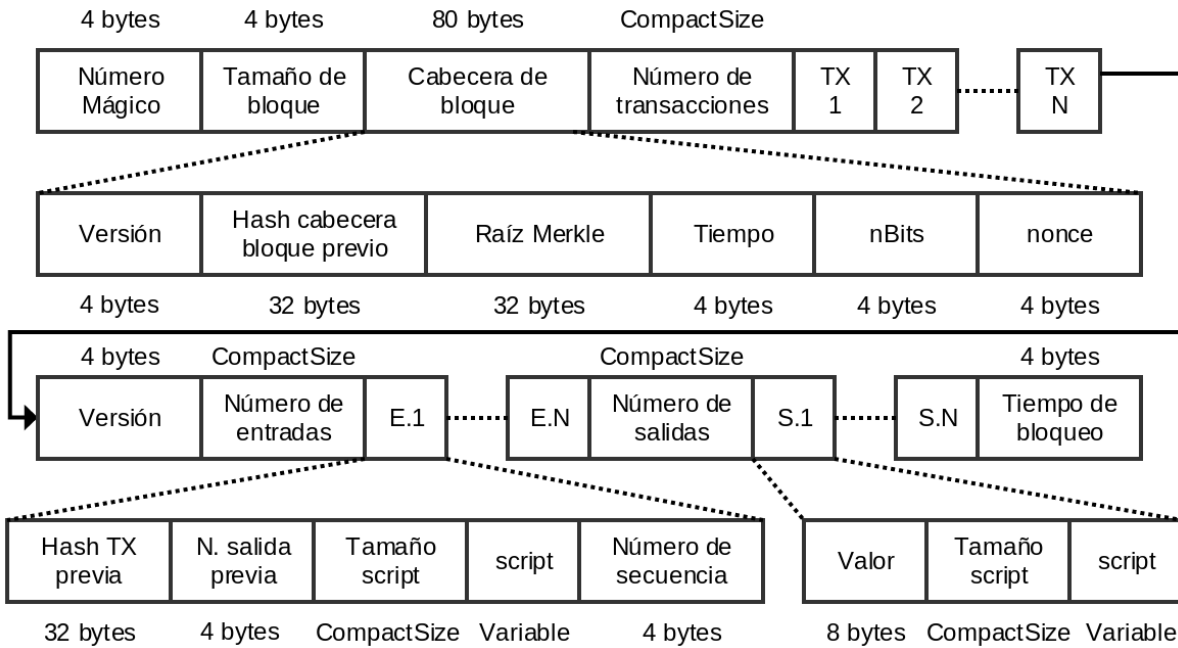 4 bytes 4 bytes 80 bytes CompactSize
Número Mágico
Tamaño de bloque
Cabecera de bloque
Número de transacciones
TX 1
TX 2
TX N
Versión
Hash cabecera bloque previo
Raíz Merkle
Tiempo
nBits
nonce
4 bytes 32 bytes 32 bytes 4 bytes 4 bytes 4 bytes
4 bytes CompactSize CompactSize 4 bytes
Versión
Número de entradas
E.1
E.N
Número de salidas
S.1
S.N
Tiempo de bloqueo
Hash TX previa
N. salida previa
Tamaño script
script
Número de secuencia
Valor
Tamaño script
script
32 bytes 4 bytes CompactSize Variable 4 bytes 8 bytes CompactSize Variable